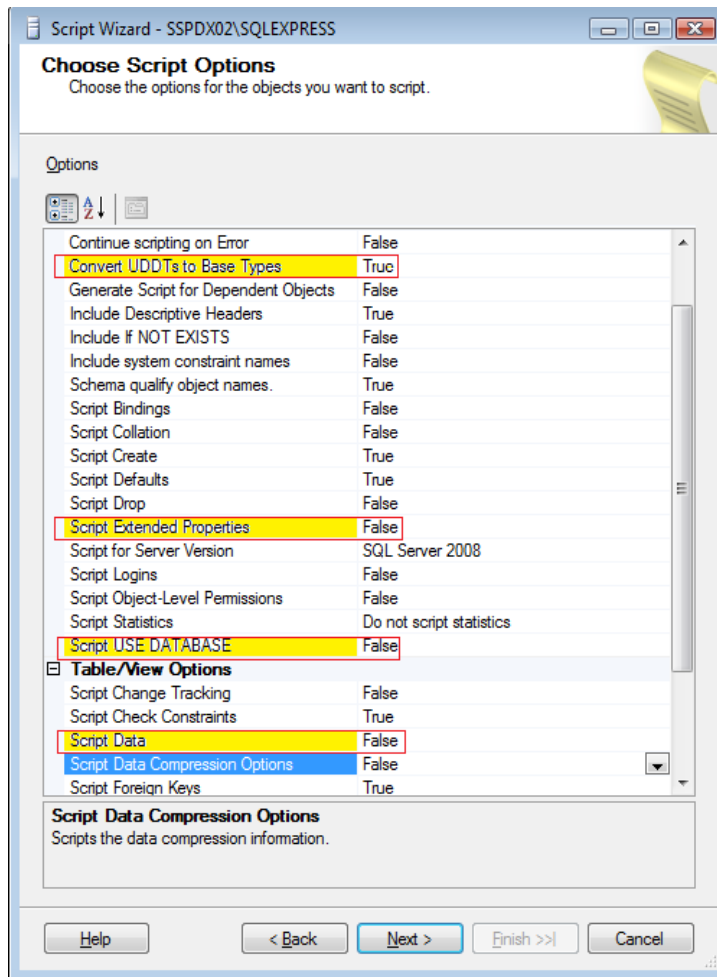 Script Wizard - SSPDX02\SQLEXPRESS
Choose Script Options
Choose the options for the objects you want to script.
Options
Continue scripting on Error False
Convert UDDTs to Base Types True
Generate Script for Dependent Objects False
Include Descriptive Headers True
Include If NOT EXISTS False
Include system constraint names False
Schema qualify object names. True
Script Bindings False
Script Collation False
Script Create True
Script Defaults True
Script Drop False
Script Extended Properties False
Script for Server Version SQL Server 2008
Script Logins False
Script Object-Level Permissions False
Script Statistics Do not script statistics
Script USE DATABASE False
Table/View Options
Script Change Tracking False
Script Check Constraints True
Script Data False
Script Data Compression Options False
Script Foreign Keys True
Script Data Compression Options
Scripts the data compression information.
Help < Back Next > Finish >>| Cancel